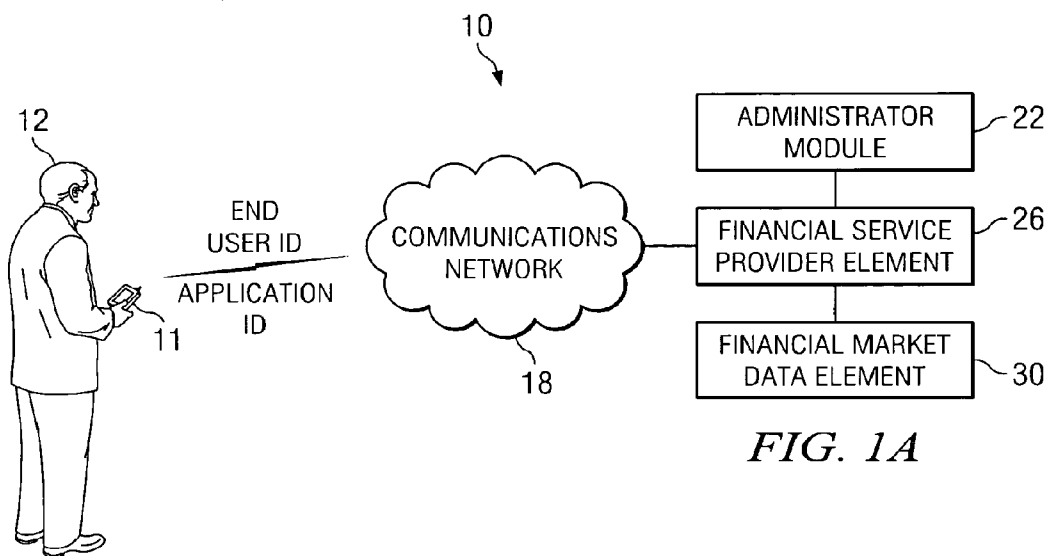 10
12
END
USER ID
APPLICATION
ID
11
COMMUNICATIONS
NETWORK
18
ADMINISTRATOR
MODULE
22
FINANCIAL SERVICE
PROVIDER ELEMENT
26
FINANCIAL MARKET
DATA ELEMENT
30
FIG. 1A